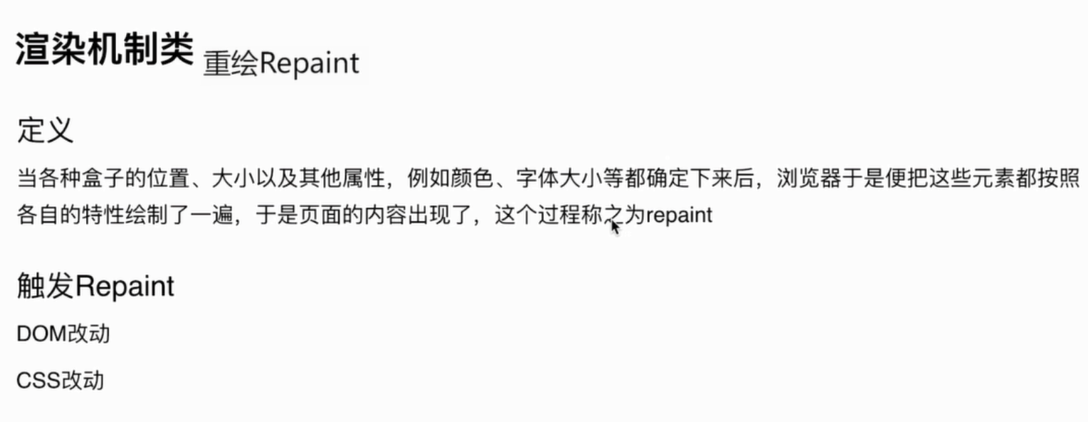 渲染机制类 重绘Repaint
定义
当各种盒子的位置、大小以及其他属性，例如颜色、字体大小等都确定下来后，浏览器于是便把这些元素都按照
各自的特性绘制了一遍，于是页面的内容出现了，这个过程称之为repaint
触发Repaint
DOM改动
CSS改动